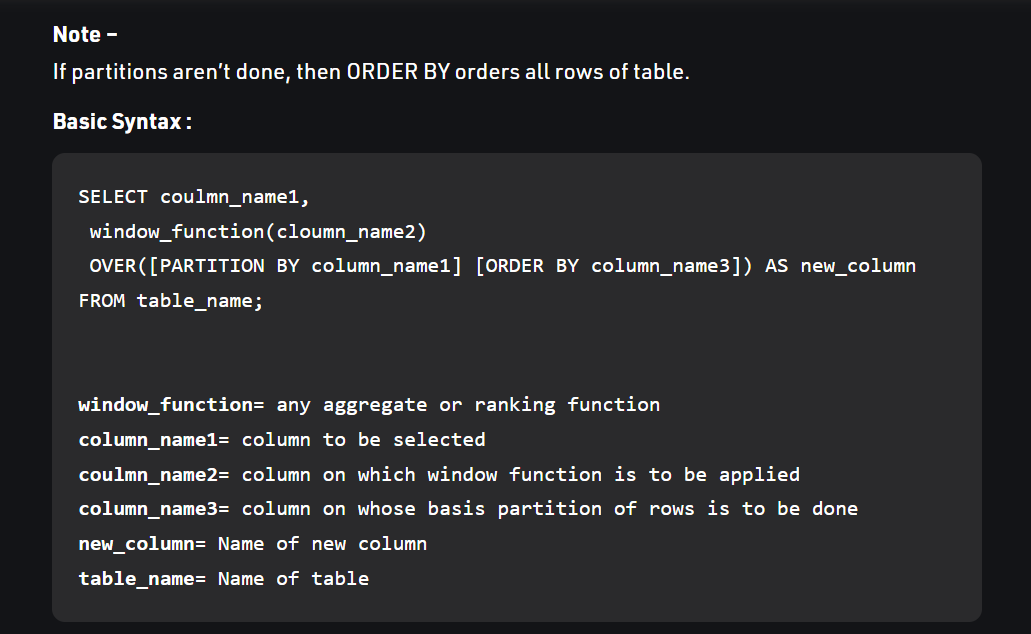 Note –
If partitions aren’t done, then ORDER BY orders all rows of table.
Basic Syntax :
SELECT coulmn_name1,
window_function(cloumn_name2)
OVER([PARTITION BY column_name1] [ORDER BY column_name3]) AS new_column
FROM table_name;
window_function= any aggregate or ranking function
column_name1= column to be selected
coulmn_name2= column on which window function is to be applied
column_name3= column on whose basis partition of rows is to be done
new_column= Name of new column
table_name= Name of table